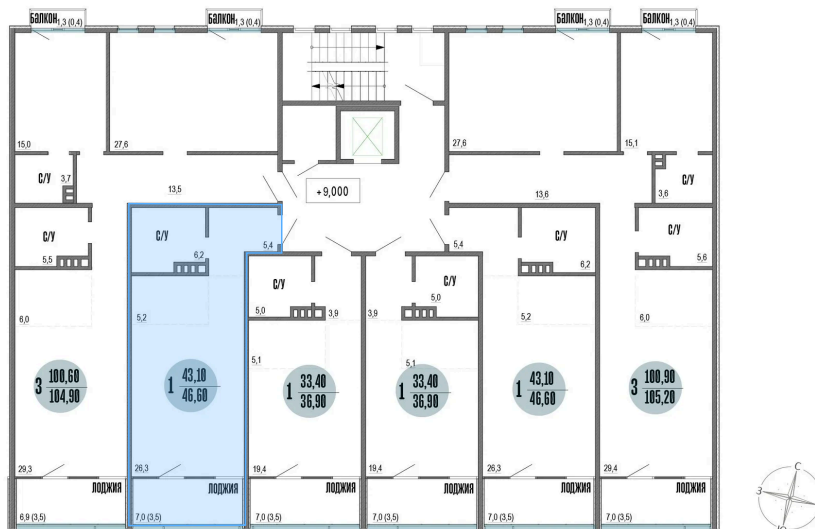 БАЛКОН 1,3 (0,4)
БАЛКОН 1,3 (0,4)
БАЛКОН 1,3 (0,4)
БАЛКОН 1,3 (0,4)
15,0
27,6
27,6
15,1
С/У
3,7
13,5
+9,000
13,6
С/У
3,6
С/У
5,5
С/У
6,2
5,4
5,4
С/У
6,2
С/У
5,6
С/У
5,0
С/У
5,0
6,0
5,2
3,9
3,9
5,2
6,0
5,1
5,1
3 100,60
104,90
1 43,10
46,60
1 33,40
36,90
1 33,40
36,90
1 43,10
46,60
3 100,90
105,20
29,3
26,3
19,4
19,4
26,3
29,4
ЛОДЖИЯ
ЛОДЖИЯ
ЛОДЖИЯ
ЛОДЖИЯ
ЛОДЖИЯ
ЛОДЖИЯ
6,9 (3,5)
7,0 (3,5)
7,0 (3,5)
7,0 (3,5)
7,0 (3,5)
7,0 (3,5)
С
З
Ю